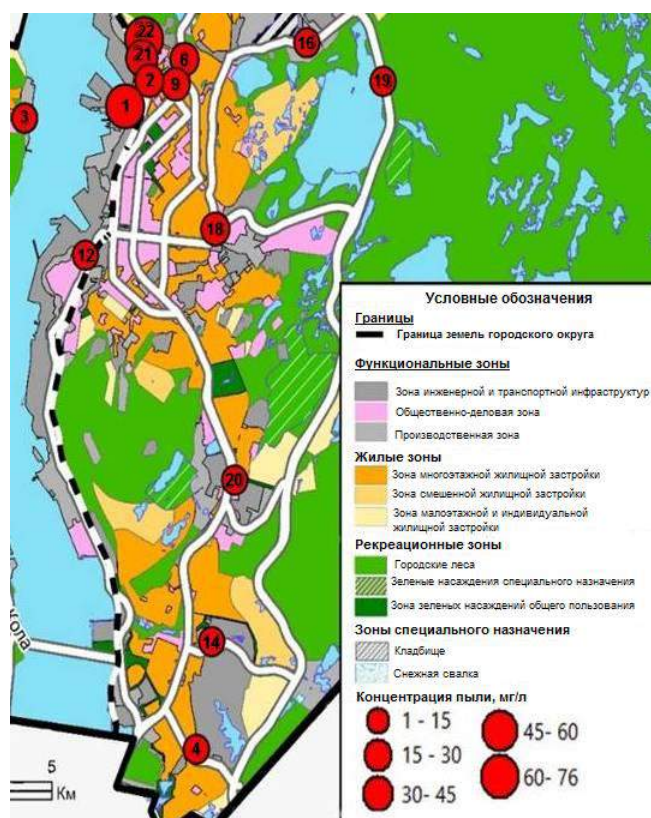 22
21
6
16
2
9
1
19
3
18
12
20
14
4
Кола
5
Км
Условные обозначения
Границы
Граница земель городского округа
Функциональные зоны
Зона инженерной и транспортной инфраструктур
Общественно-деловая зона
Производственная зона
Жилые зоны
Зона многоэтажной жилищной застройки
Зона смешенной жилищной застройки
Зона малоэтажной и индивидуальной
жилищной застройки
Рекреационные зоны
Городские леса
Зеленые насаждения специального назначения
Зона зеленых насаждений общего пользования
Зоны специального назначения
Кладбище
Снежная свалка
Концентрация пыли, мг/л
1 - 15
15 - 30
30- 45
45- 60
60- 76